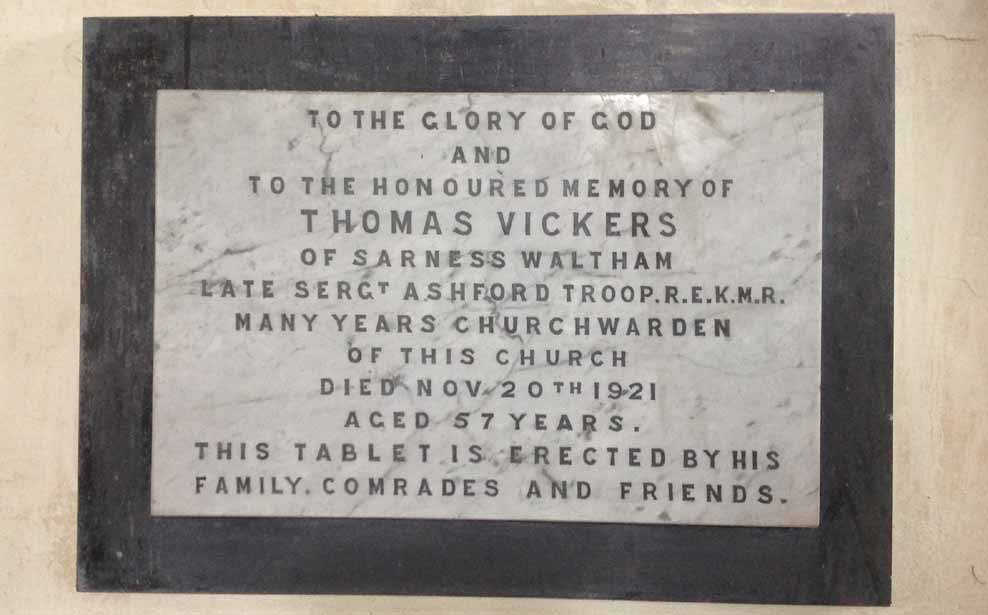 TO THE GLORY OF GOD
AND
TO THE HONOURED MEMORY OF
THOMAS VICKERS
OF SARNESS WALTHAM
LATE SERGT ASHFORD TROOP.R.E.K.M.R.
MANY YEARS CHURCHWARDEN
OF THIS CHURCH
DIED NOV. 20TH 1921
AGED 57 YEARS.
THIS TABLET IS ERECTED BY HIS
FAMILY. COMRADES AND FRIENDS.